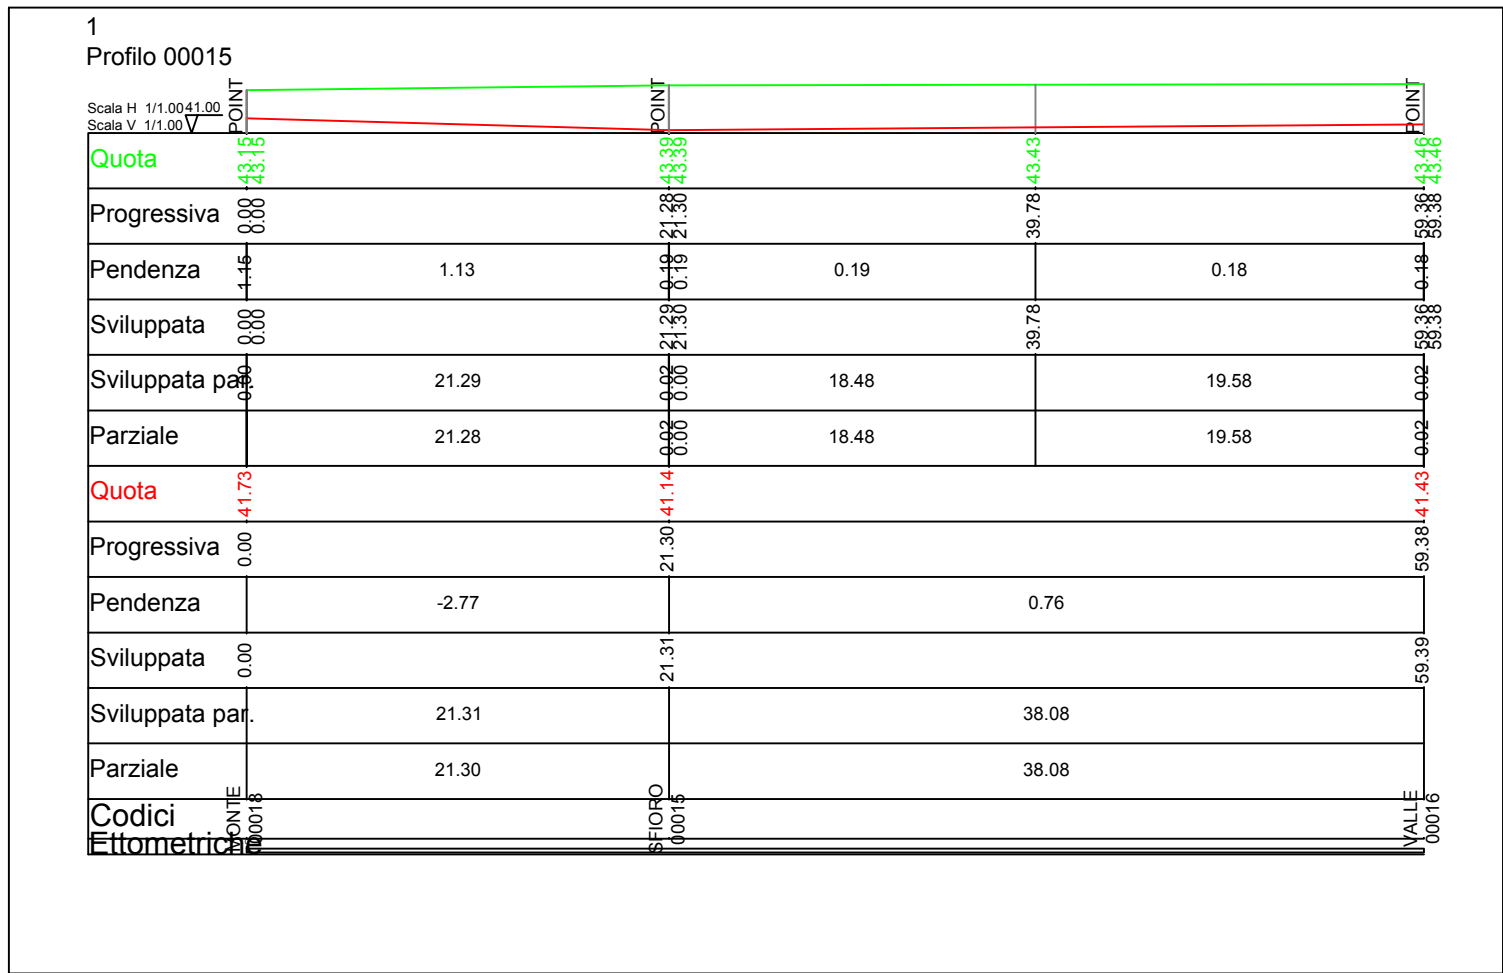 1
Profilo 00015
Scala H 1/1.00 41.00
Scala V 1/1.00
POINT POINT POINT
Quota 43.15 43.15 43.39 43.39 43.43 43.46 43.46
Progressiva 0.00 0.00 21.28 21.30 39.78 59.36 59.38
Pendenza 1.15 1.13 0.19 0.19 0.19 0.18 0.18
Sviluppata 0.00 0.00 21.29 21.30 39.78 59.36 59.38
Sviluppata par. 0.00 21.29 0.02 0.00 18.48 19.58 0.02
Parziale 21.28 0.02 0.00 18.48 19.58 0.02
Quota 41.73 41.14 41.43
Progressiva 0.00 21.30 59.38
Pendenza -2.77 0.76
Sviluppata 0.00 21.31 59.39
Sviluppata par. 21.31 38.08
Parziale 21.30 38.08
Codici MONTE 00018 SFIORO 00015 VALLE 00016
Ettometriche